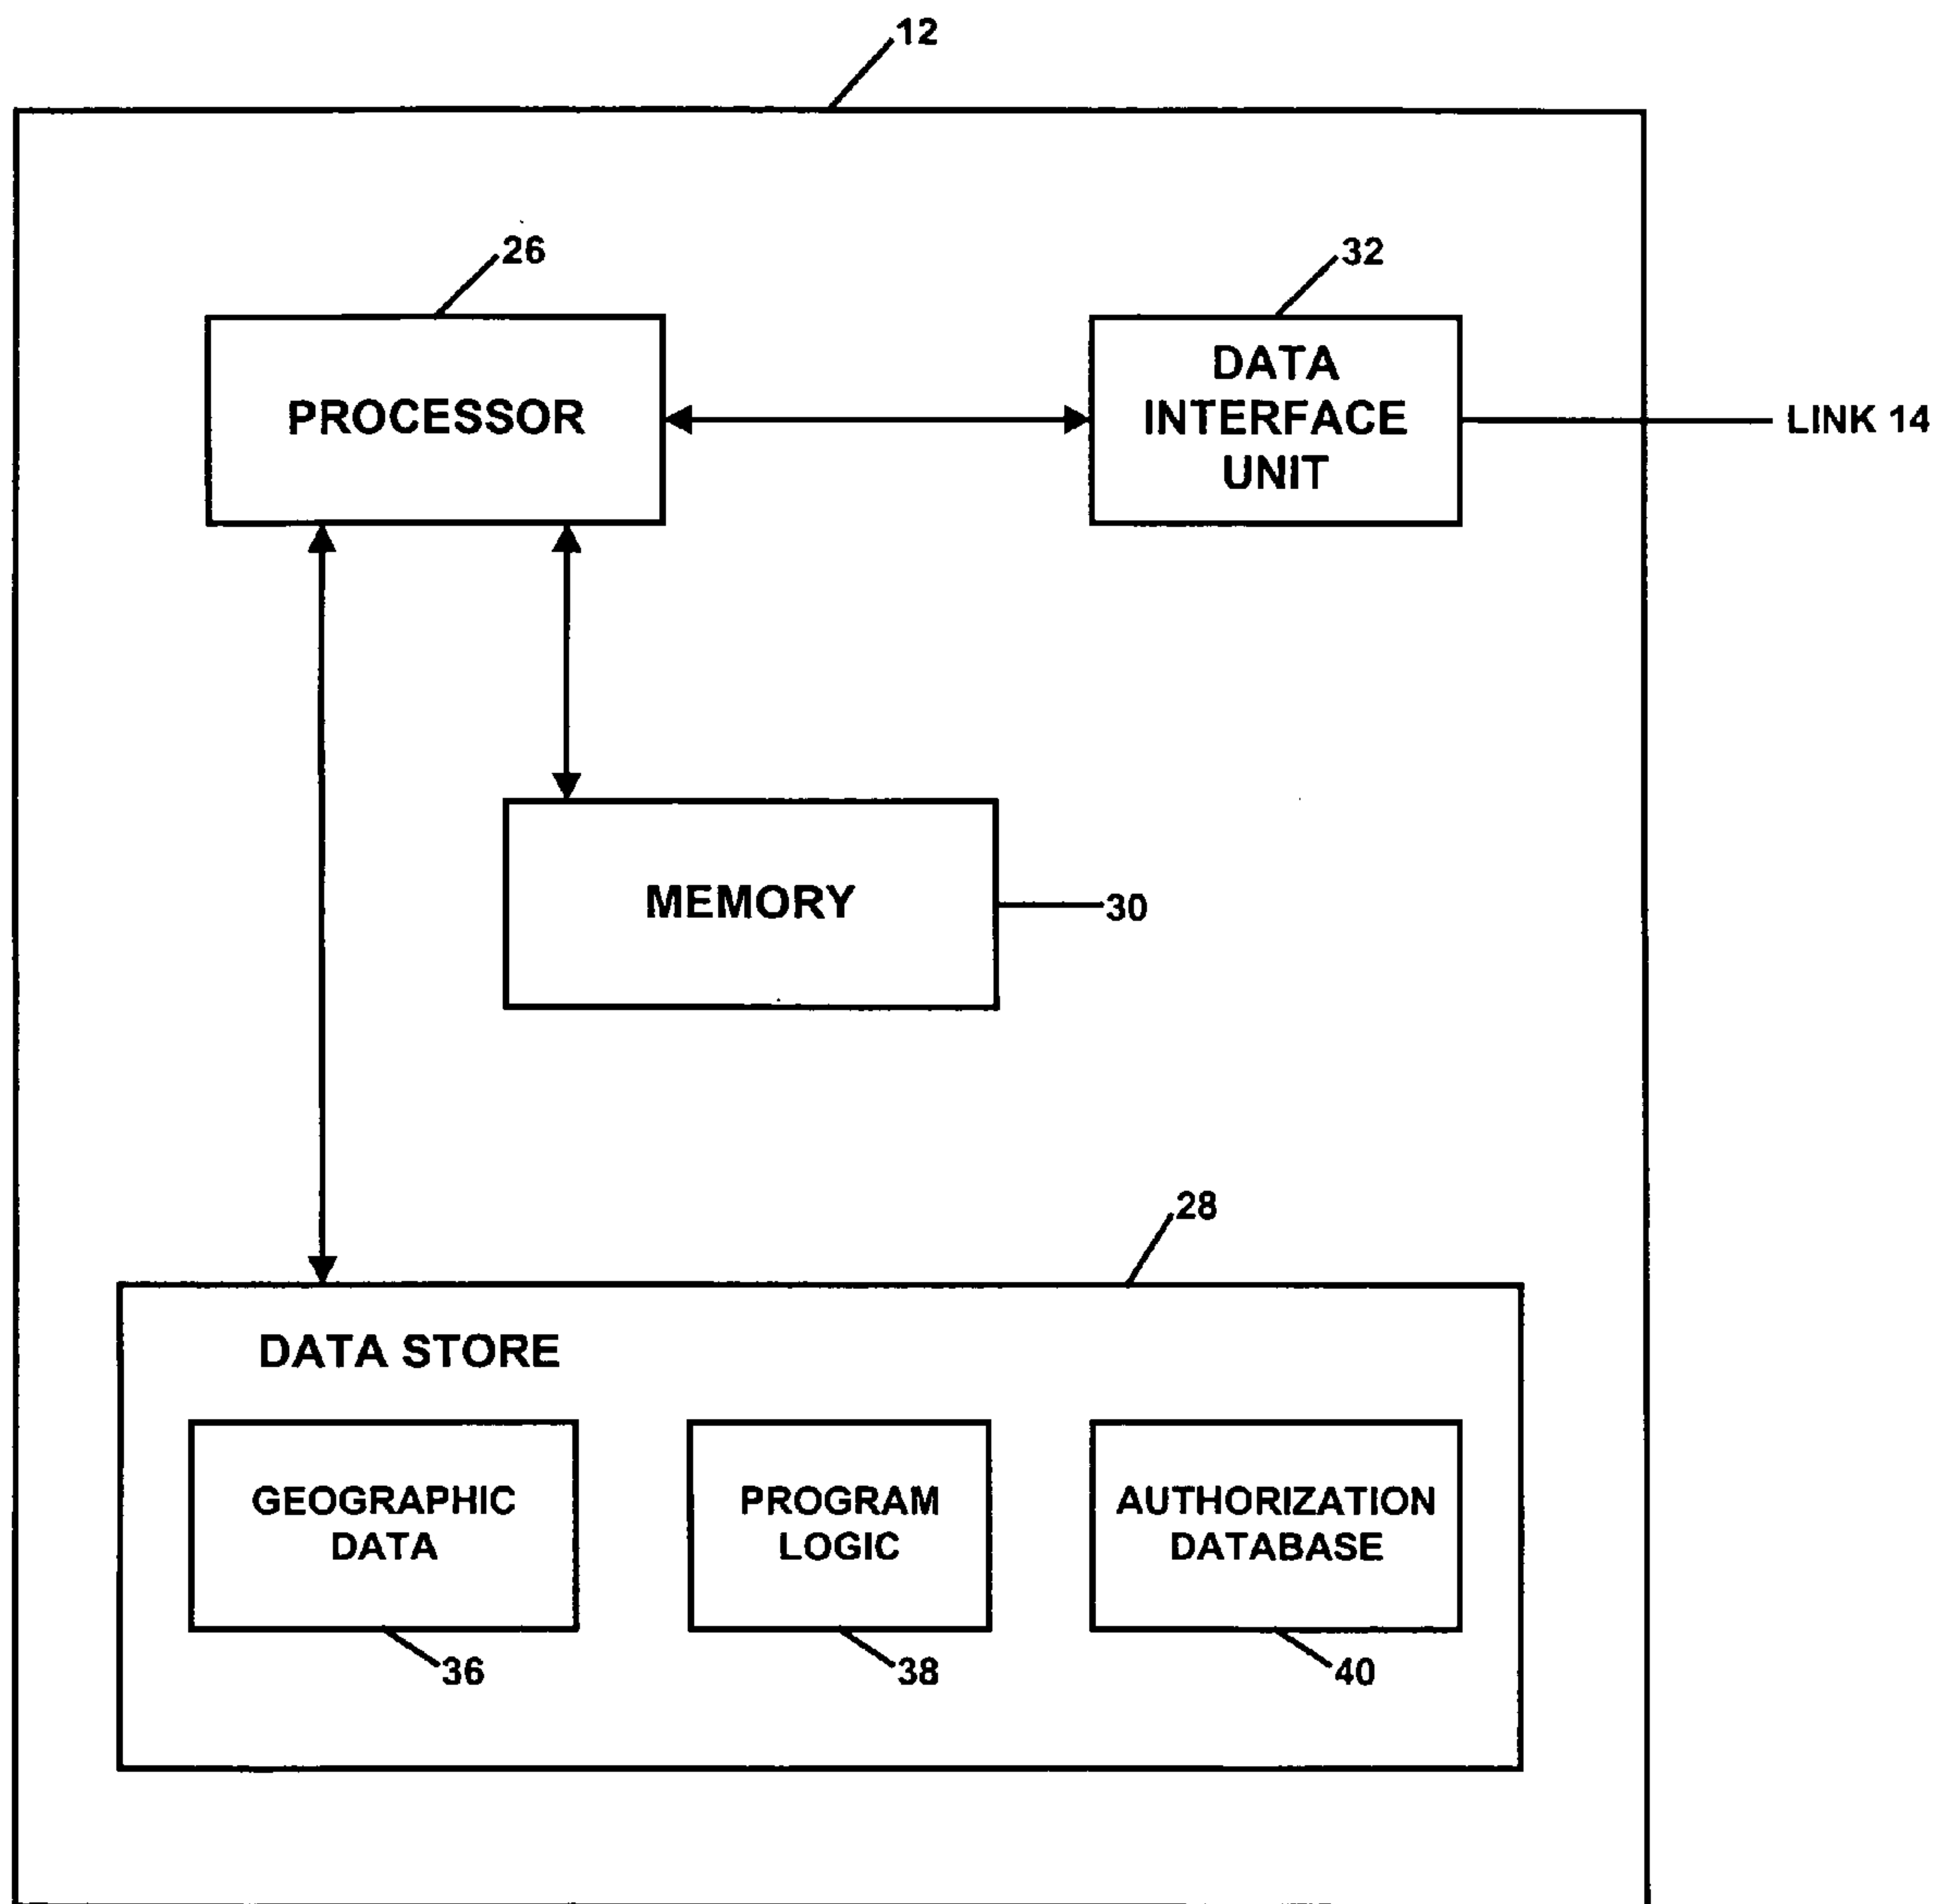 12
26
32
PROCESSOR
DATA
INTERFACE
UNIT
LINK 14
MEMORY
30
28
DATA STORE
GEOGRAPHIC
DATA
PROGRAM
LOGIC
AUTHORIZATION
DATABASE
36
38
40